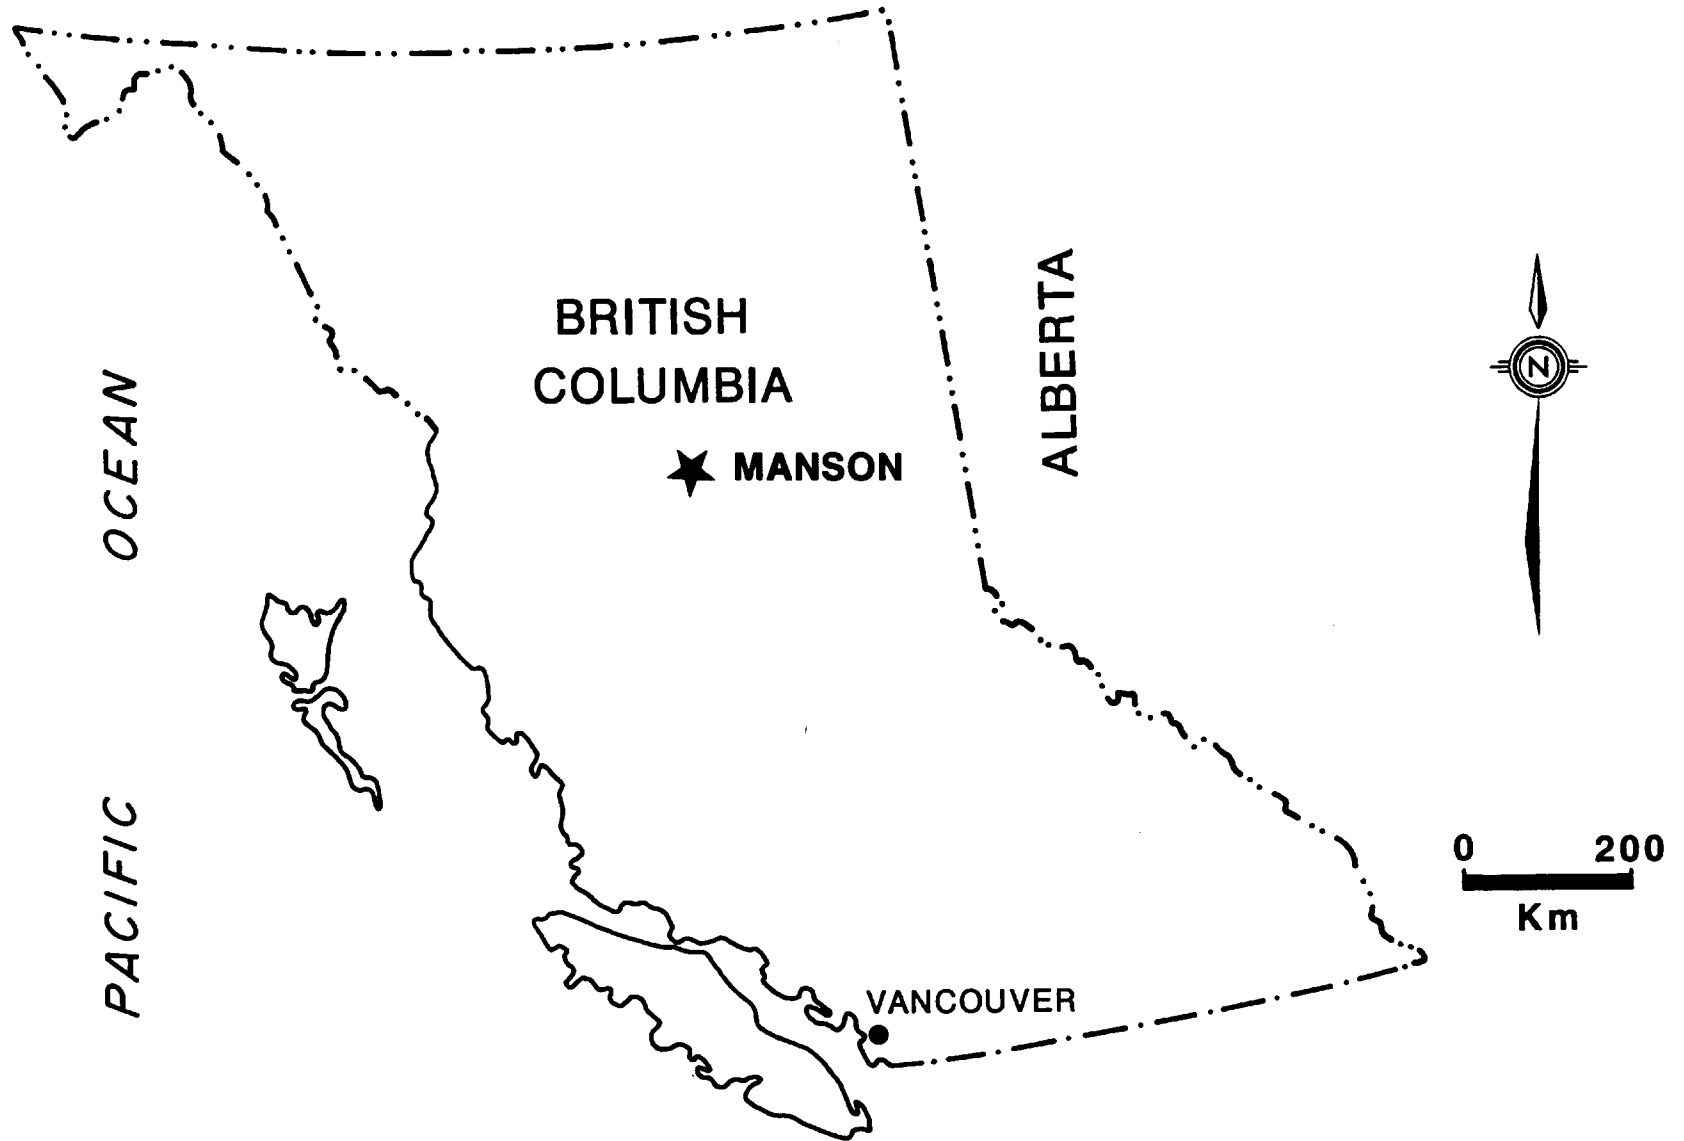 BRITISH
COLUMBIA
ALBERTA
MANSON
PACIFIC OCEAN
N
0 200
Km
VANCOUVER